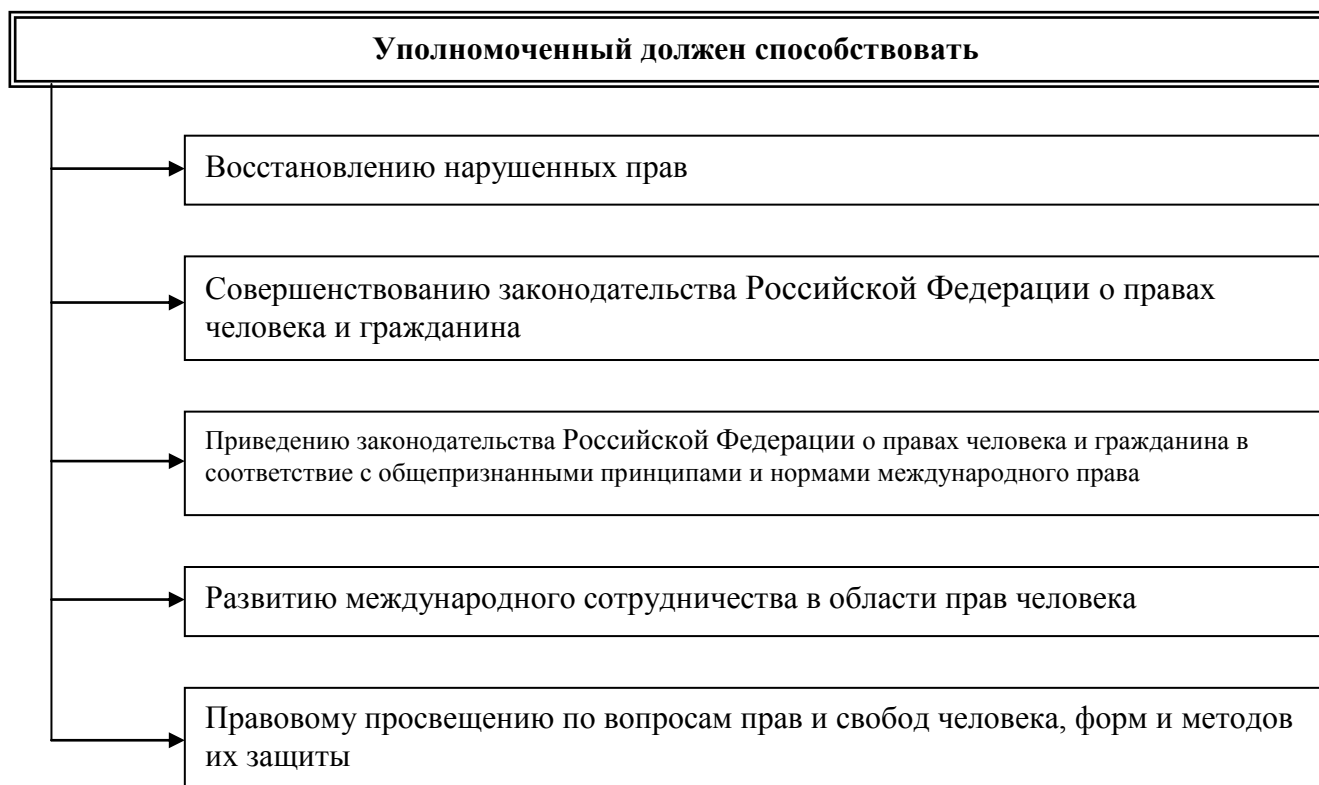 Уполномоченный должен способствовать
Восстановлению нарушенных прав
Совершенствованию законодательства Российской Федерации о правах
человека и гражданина
Приведению законодательства Российской Федерации о правах человека и гражданина в
соответствие с общепризнанными принципами и нормами международного права
Развитию международного сотрудничества в области прав человека
Правовому просвещению по вопросам прав и свобод человека, форм и методов
их защиты